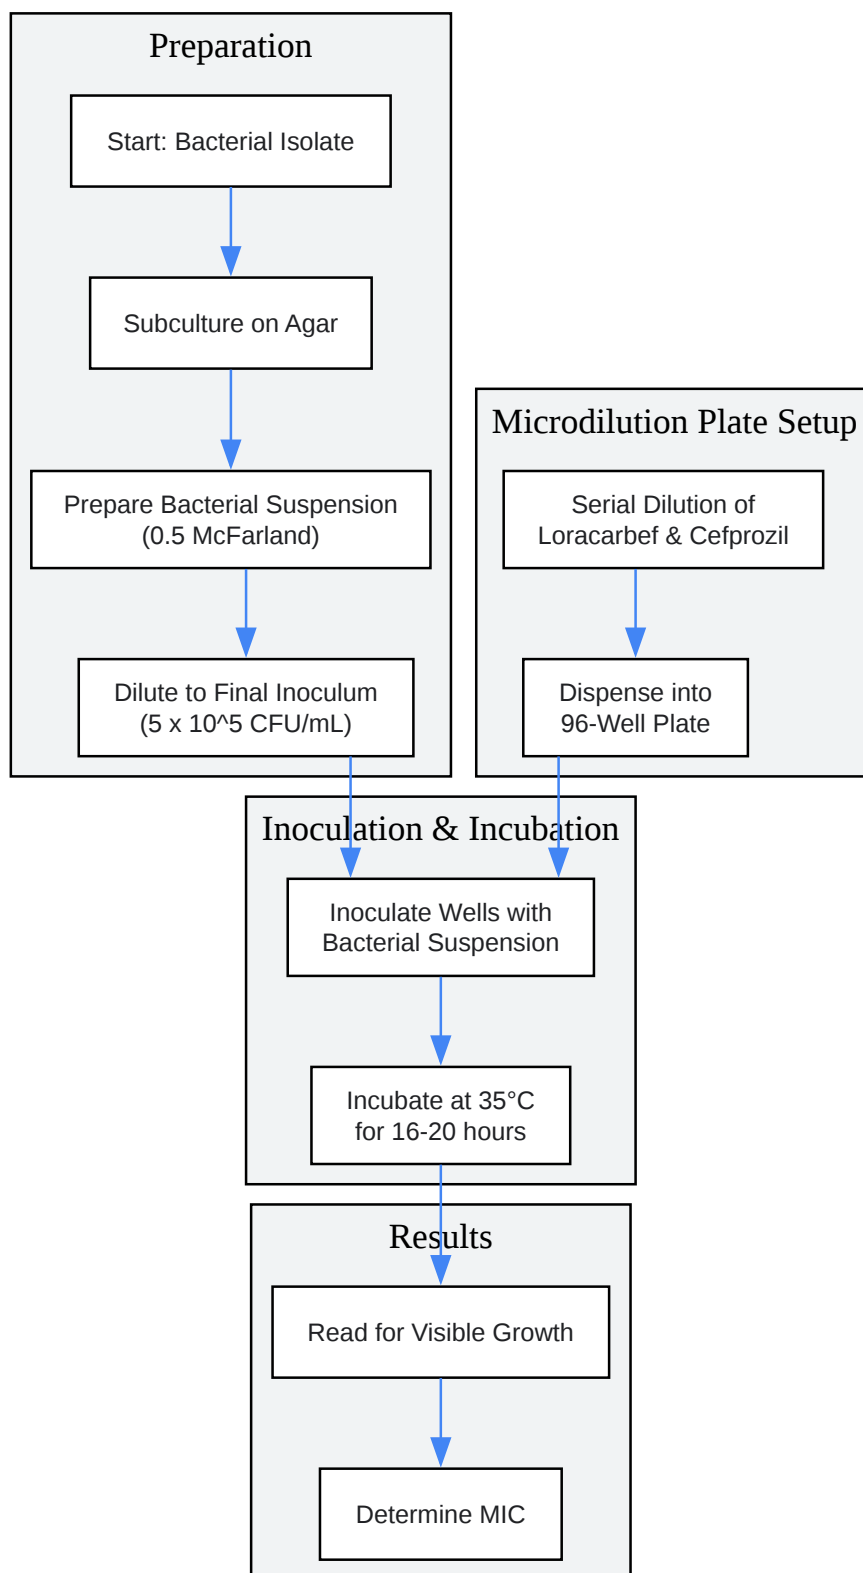 Preparation
Start: Bacterial Isolate
Subculture on Agar
Prepare Bacterial Suspension
(0.5 McFarland)
Dilute to Final Inoculum
(5 x 10^5 CFU/mL)
Microdilution Plate Setup
Serial Dilution of
Loracarbef & Cefprozil
Dispense into
96-Well Plate
Inoculation & Incubation
Inoculate Wells with
Bacterial Suspension
Incubate at 35°C
for 16-20 hours
Results
Read for Visible Growth
Determine MIC